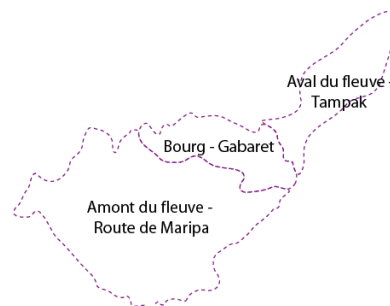 Aval du fleuve -
Tampak
Bourg - Gabaret
Amont du fleuve -
Route de Maripa